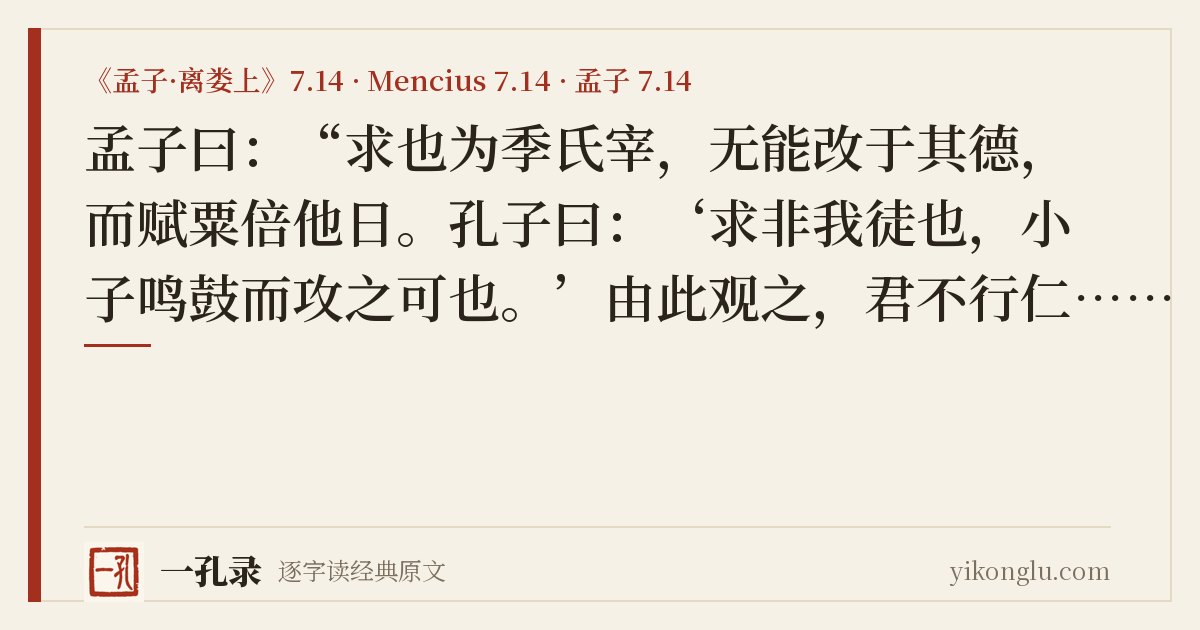 《孟子·离娄上》7.14 · Mencius 7.14 · 孟子 7.14
孟子曰：“求也为季氏宰，无能改于其德，
而赋粟倍他日。孔子曰：‘求非我徒也，小
子鸣鼓而攻之可也。’由此观之，君不行仁……
一孔
一孔录 逐字读经典原文
yikonglu.com